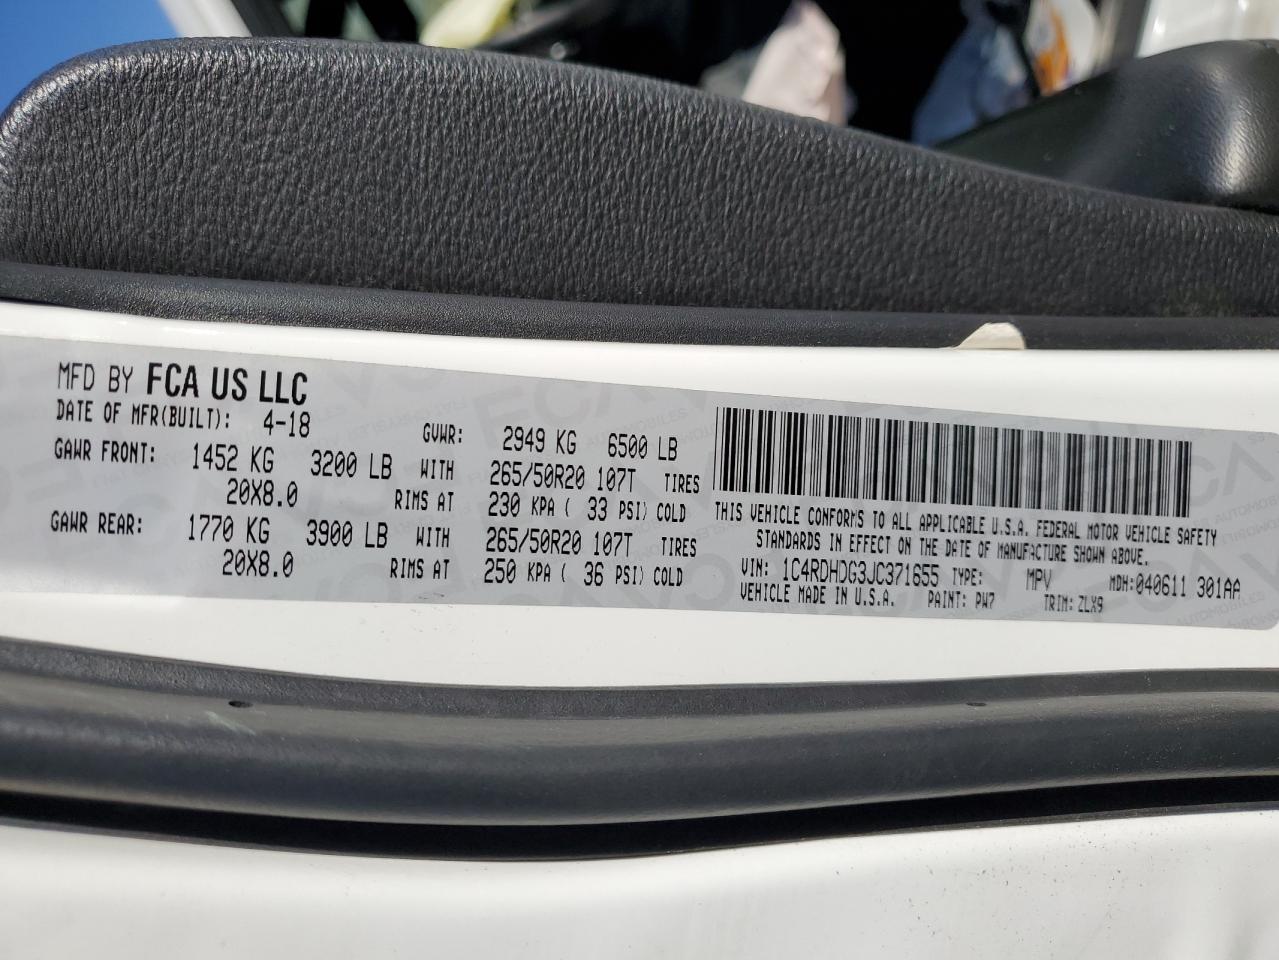 MFD BY FCA US LLC
DATE OF MFR(BUILT): 4-18 GVWR: 2949 KG 6500 LB
GAWR FRONT: 1452 KG 3200 LB WITH 265/50R20 107T TIRES
20X8.0 RIMS AT 230 KPA ( 33 PSI) COLD
GAWR REAR: 1770 KG 3900 LB WITH 265/50R20 107T TIRES
20X8.0 RIMS AT 250 KPA ( 36 PSI) COLD
THIS VEHICLE CONFORMS TO ALL APPLICABLE U.S.A. FEDERAL MOTOR VEHICLE SAFETY
STANDARDS IN EFFECT ON THE DATE OF MANUFACTURE SHOWN ABOVE.
VIN: 1C4RDHDG3JC371655 TYPE: MPV MDH: 040611 301AA
VEHICLE MADE IN U.S.A. PAINT: PW7 TRIM: ZLX9